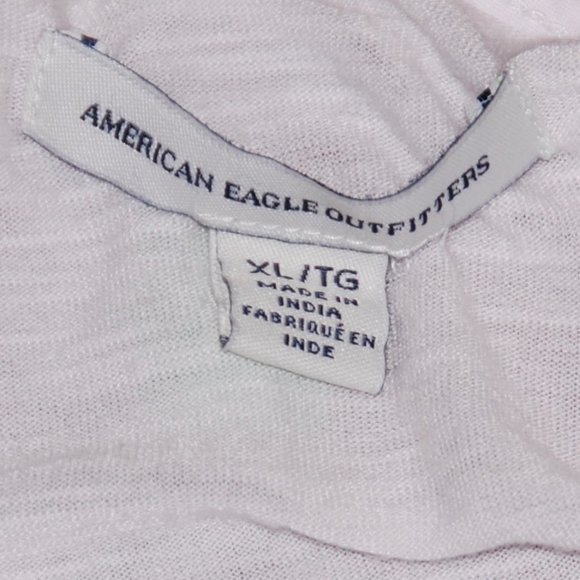 AMERICAN EAGLE OUTFITTERS
XL/TG
MADE IN
INDIA
FABRIQUÉ EN
INDE